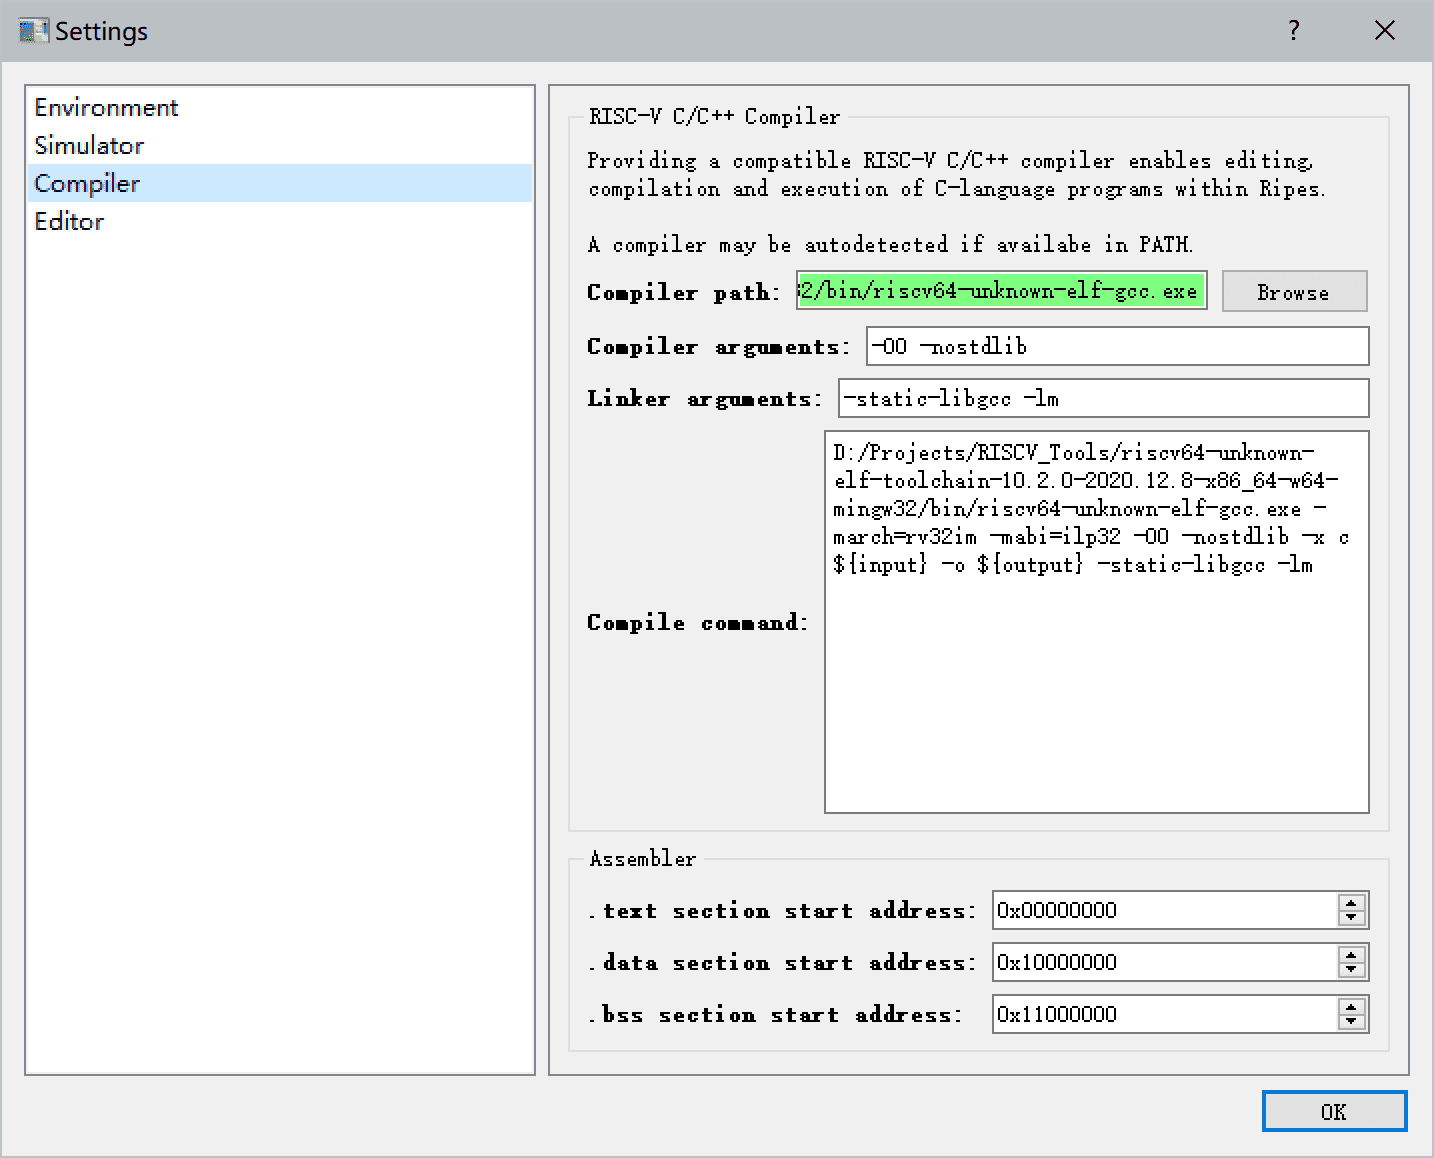 Settings
?
Environment
Simulator
Compiler
Editor
RISC-V C/C++ Compiler
Providing a compatible RISC-V C/C++ compiler enables editing,
compilation and execution of C-language programs within Ripes.
A compiler may be autodetected if availabe in PATH.
Compiler path: 32/bin/riscv64-unknown-elf-gcc.exe Browse
Compiler arguments: -O0 -nostdlib
Linker arguments: -static-libgcc -lm
D:/Projects/RISCV_Tools/riscv64-unknown-
elf-toolchain-10.2.0-2020.12.8-x86_64-w64-
mingw32/bin/riscv64-unknown-elf-gcc.exe -
march=rv32im -mabi=ilp32 -O0 -nostdlib -x c
${input} -o ${output} -static-libgcc -lm
Compile command:
Assembler
.text section start address: 0x00000000
.data section start address: 0x10000000
.bss section start address: 0x11000000
OK